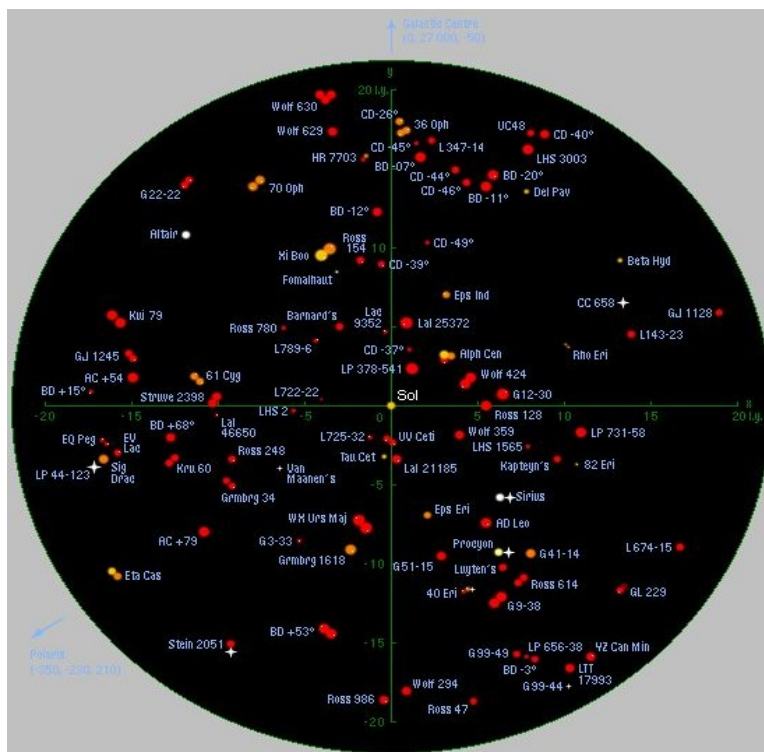 Galactic Centre
(0, 27 000, -50)
y
20 l.y.
Wolf 630
CD-26°
36 Oph
UC48
CD -40°
Wolf 629
CD -45°
L347-14
HR 7703
BD -07°
LHS 3003
CD -44°
BD -20°
G22-22
70 Oph
CD -46°
BD -11°
Del Pav
BD -12°
Altair
Ross
154
10
CD -49°
Xi Boo
CD -39°
Beta Hyd
Fomalhaut
Eps Ind
CC 658
Barnard's
Lac
9352
Lal 25372
GJ 1128
Kui 79
Ross 780
L143-23
L789-6
CD -37°
Alph Cen
Rho Eri
GJ 1245
LP 378-541
61 Cyg
Wolf 424
AC +54
BD +15°
Struve 2398
L722-22
Sol
G12-30
x
-20
-15
-10
LHS 2
Ross 128
5
10
20 l.y.
Lal
46650
BD +68°
EQ Peg
EV
Lac
L725-32
UV Ceti
Wolf 359
LP 731-58
LHS 1565
Sig
Drac
Ross 248
Van
Maanen's
Tau Cet
Lal 21185
Kapteyn's
82 Eri
LP 44-123
Kru 60
Grmbrg 34
-5
Sirius
WX Urs Maj
Eps Eri
AD Leo
AC +79
G3-33
Procyon
L674-15
Grmbrg 1618
G51-15
G41-14
Luyten's
Eta Cas
-10
Ross 614
40 Eri
GL 229
G9-38
Polaris
(-350, -230, 210)
BD +53°
Stein 2051
-15
G99-49
LP 656-38
YZ Can Min
BD -3°
LTT
17993
G99-44
Wolf 294
Ross 986
Ross 47
-20